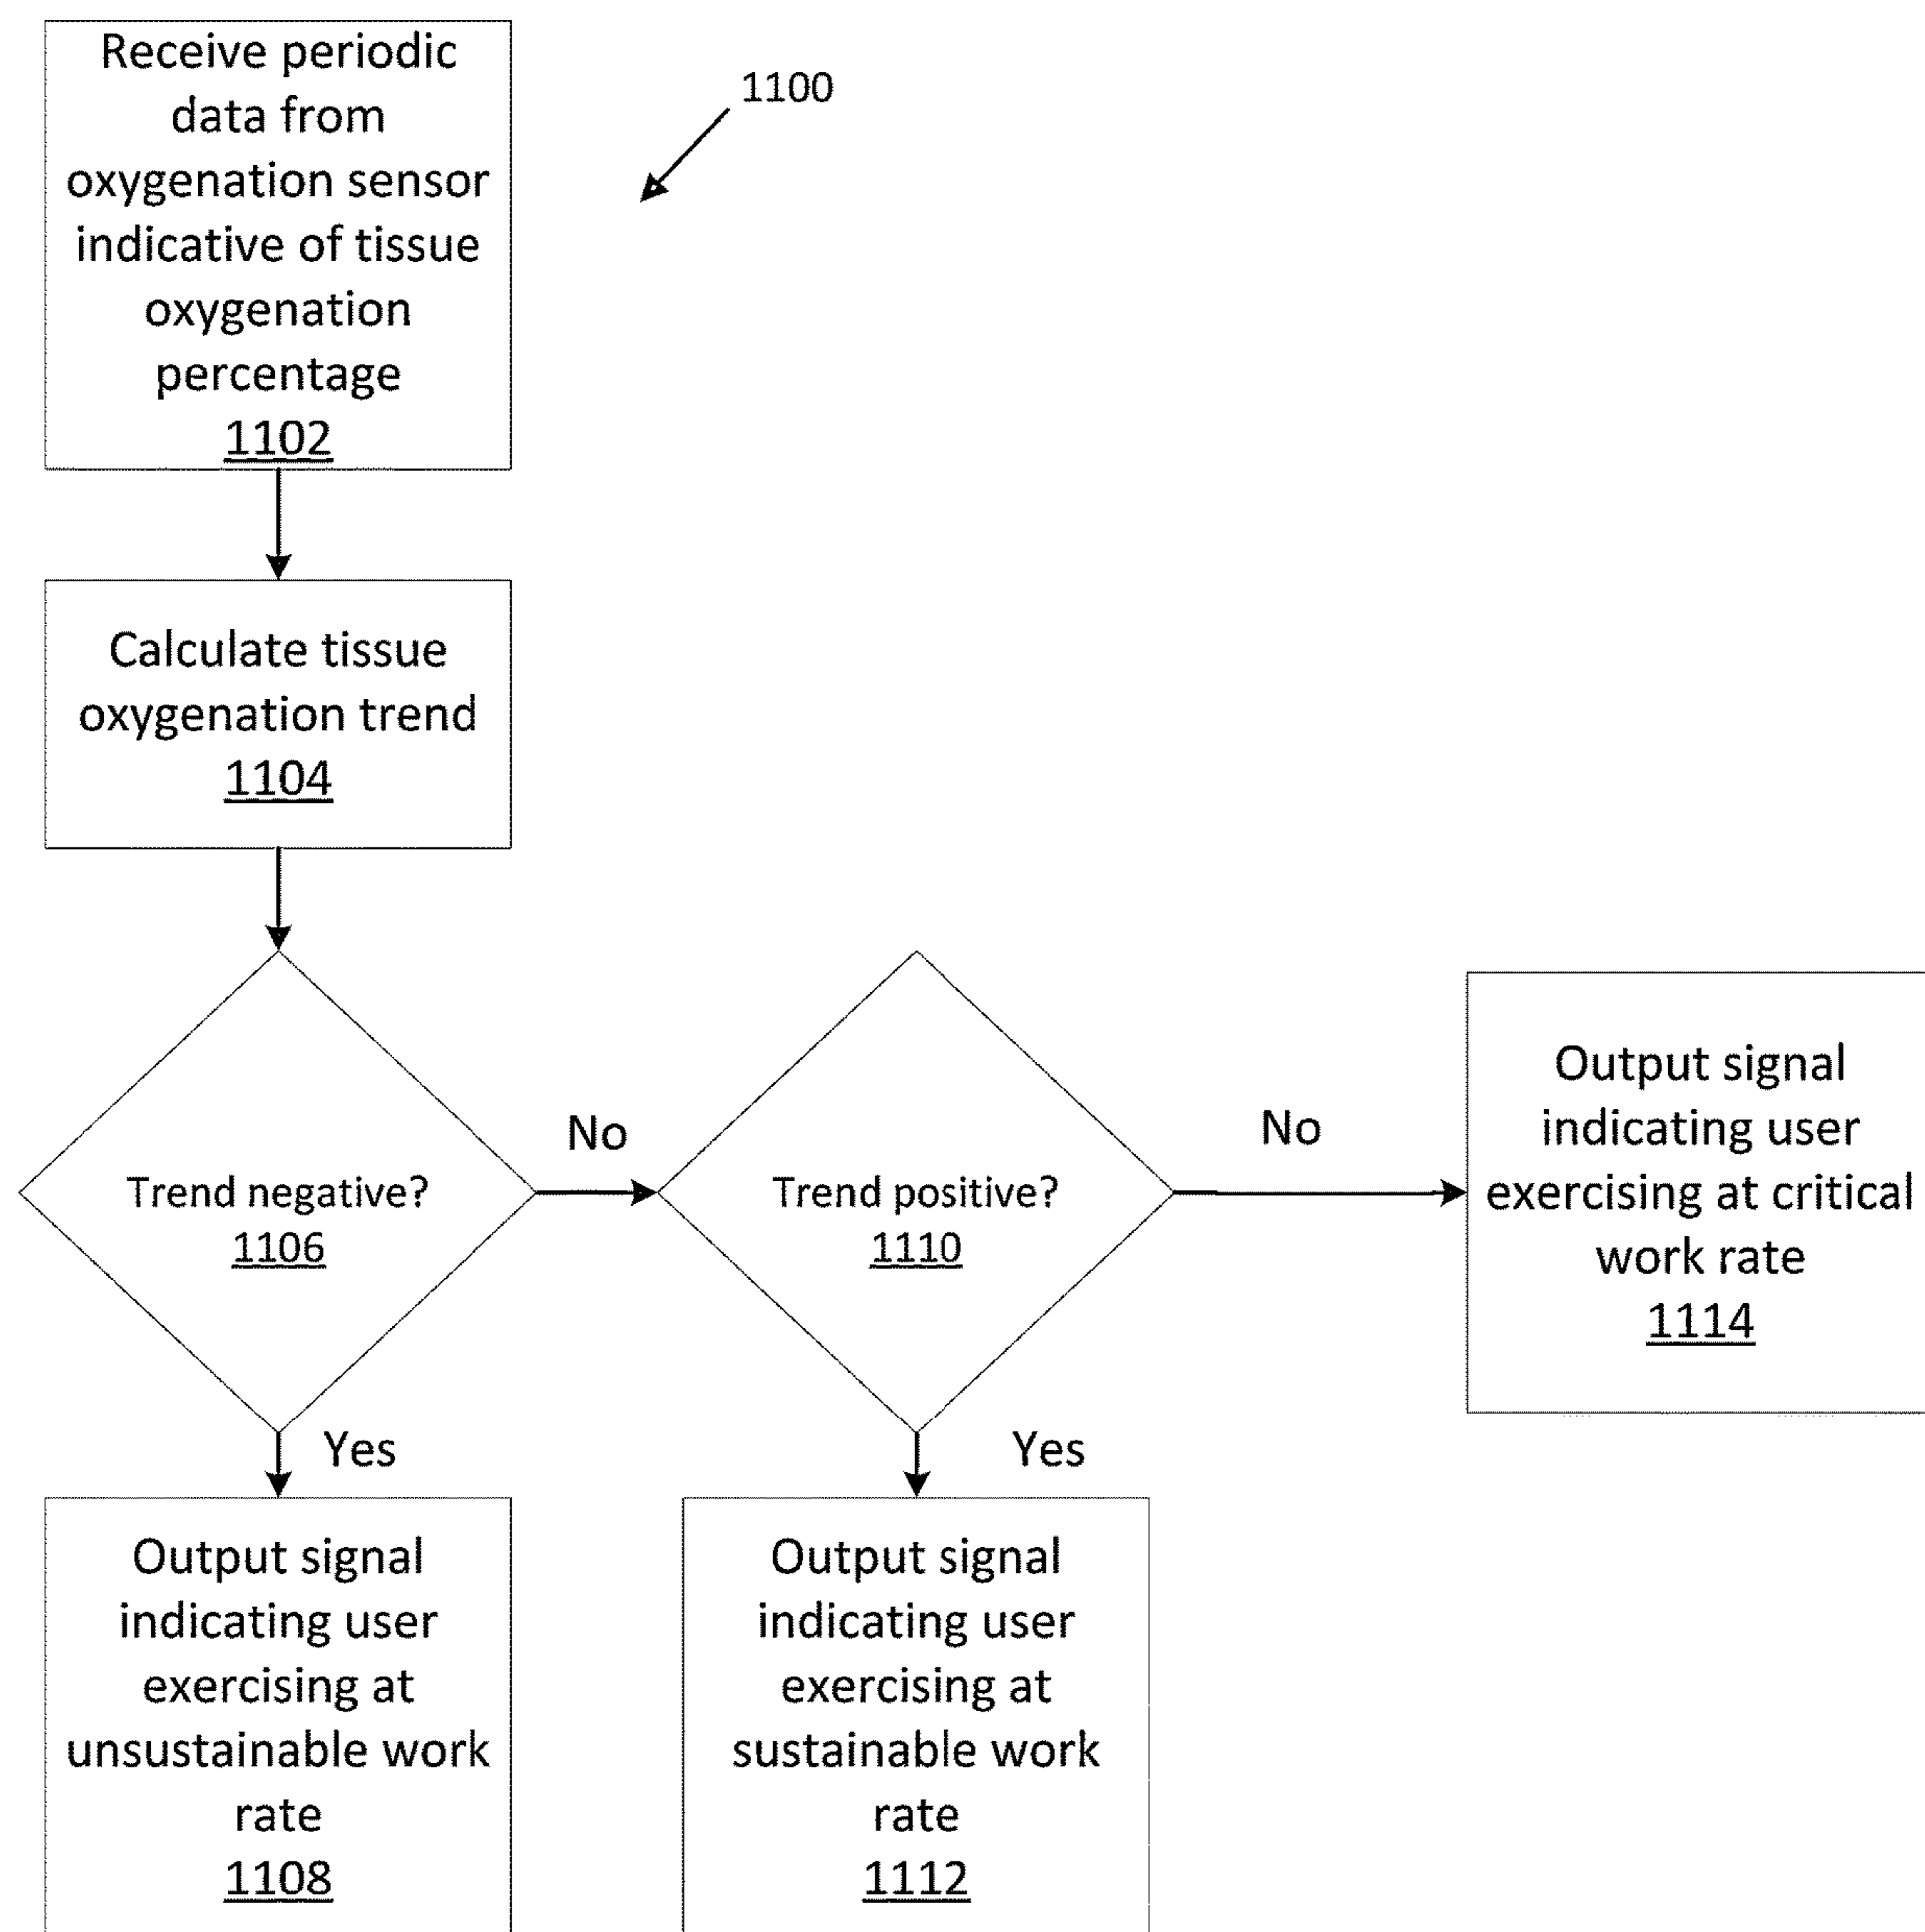 Receive periodic
data from
oxygenation sensor
indicative of tissue
oxygenation
percentage
1102
1100
Calculate tissue
oxygenation trend
1104
Trend negative?
1106
No
Trend positive?
1110
No
Output signal
indicating user
exercising at critical
work rate
1114
Yes
Output signal
indicating user
exercising at
unsustainable work
rate
1108
Yes
Output signal
indicating user
exercising at
sustainable work
rate
1112